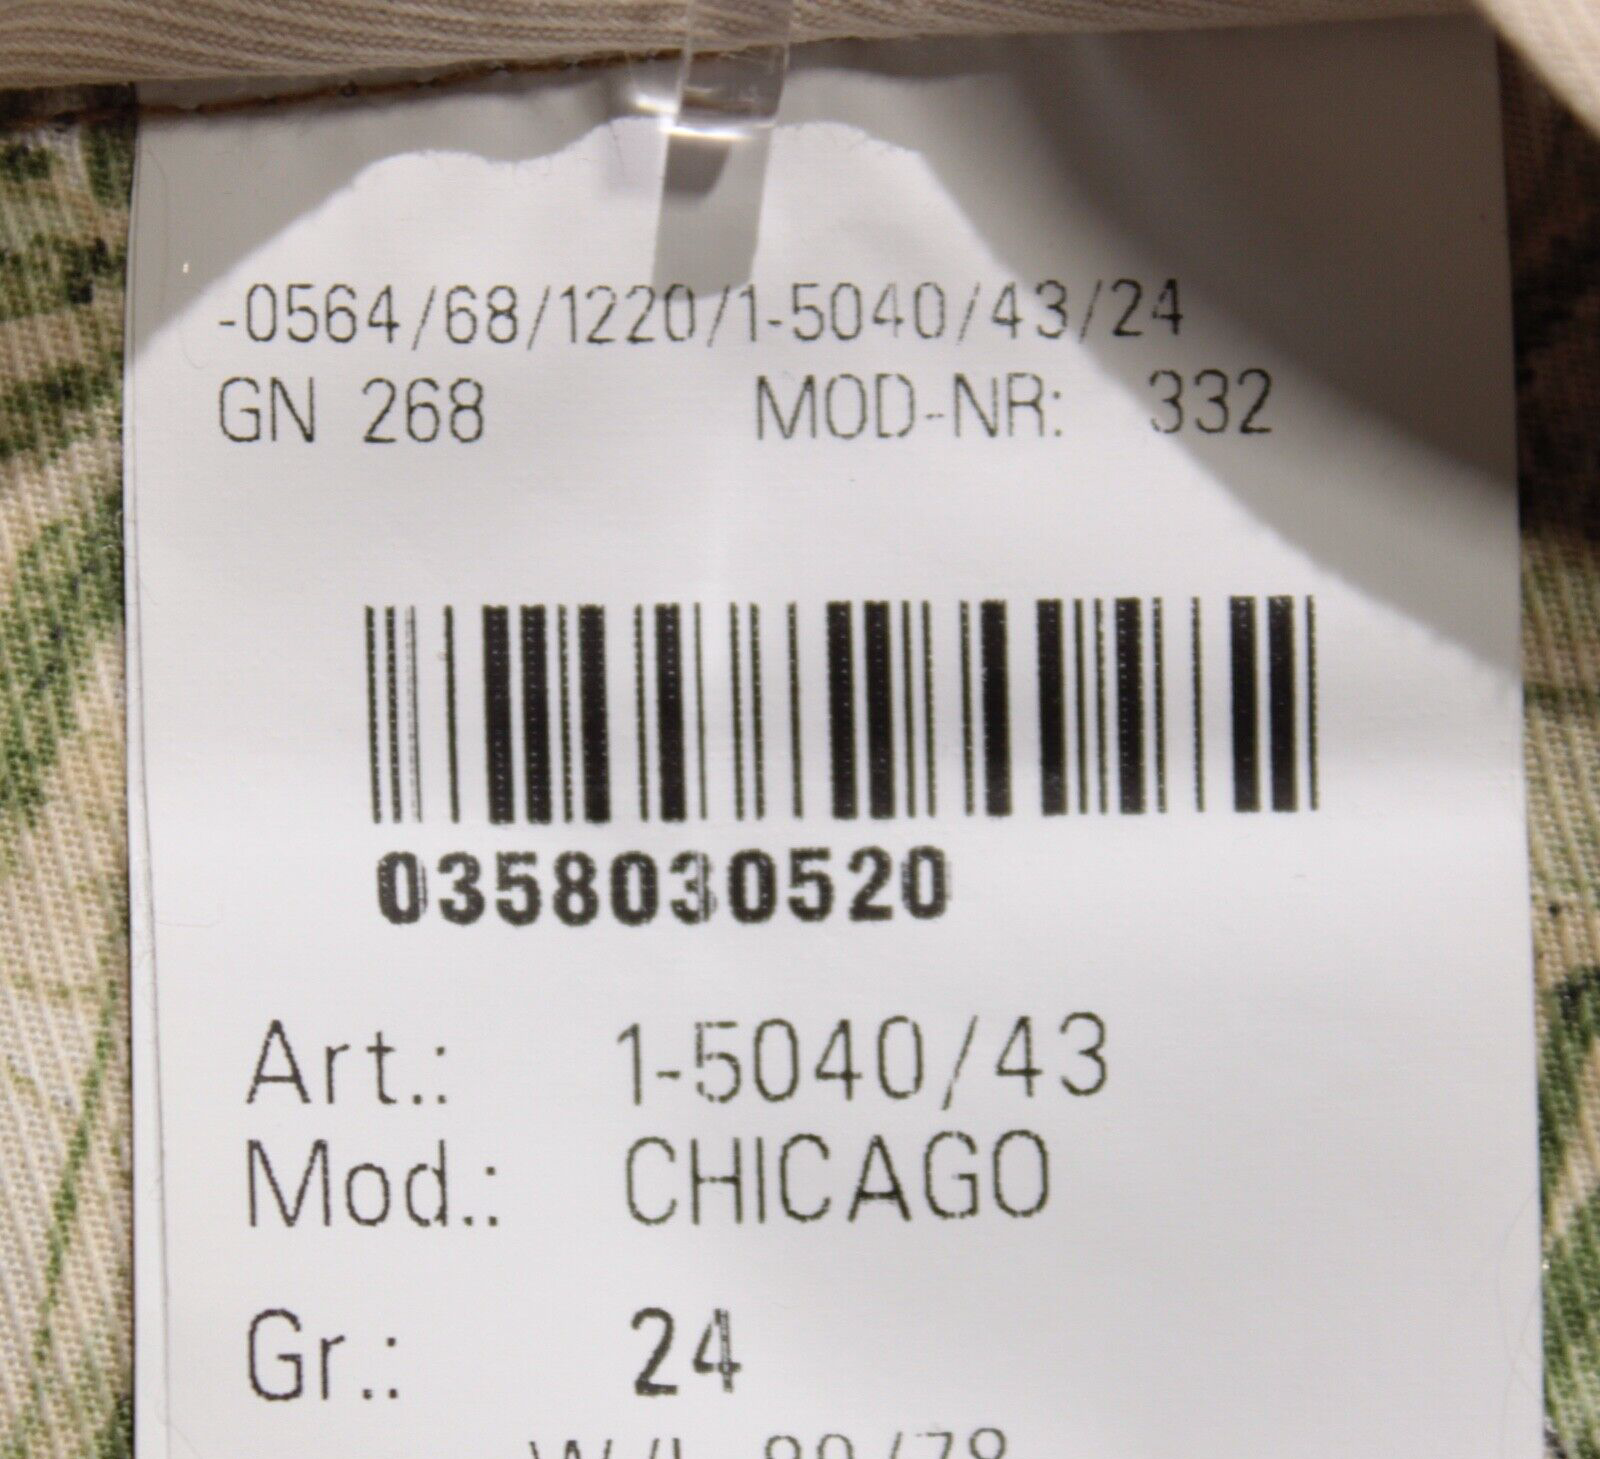 -0564/68/1220/1-5040/43/24
GN 268 MOD-NR: 332
0358030520
Art.: 1-5040/43
Mod.: CHICAGO
Gr.: 24
W/L